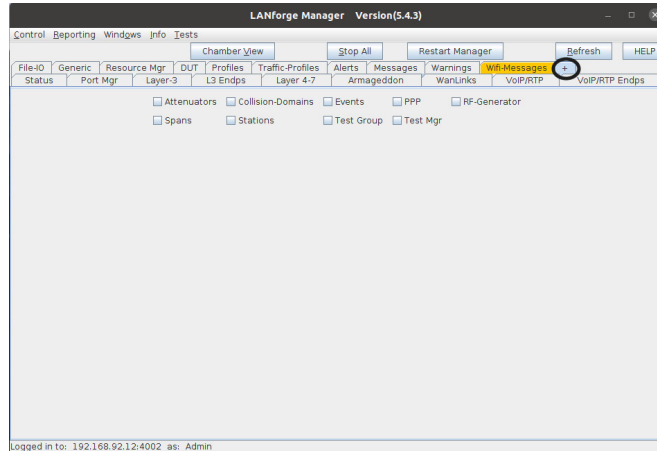 LANforge Manager Version(5.4.3)
Control Reporting Windows Info Tests
Chamber View Stop All Restart Manager Refresh HELP
File-IO Generic Resource Mgr DUT Profiles Traffic-Profiles Alerts Messages Warnings Wifi-Messages +
Status Port Mgr Layer-3 L3 Endps Layer 4-7 Armageddon WanLinks VoIP/RTP VoIP/RTP Endps
Attenuators Collision-Domains Events PPP RF-Generator
Spans Stations Test Group Test Mgr
Logged in to: 192.168.92.12:4002 as: Admin